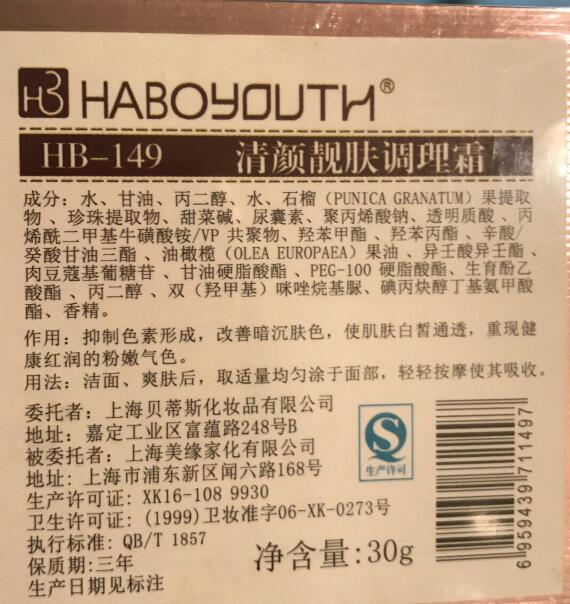 HB HABOYOUTH®
HB-149 清颜靓肤调理霜
成分：水、甘油、丙二醇、水、石榴（PUNICA GRANATUM）果提取
物、珍珠提取物、甜菜碱、尿囊素、聚丙烯酸钠、透明质酸、丙
烯酰二甲基牛磺酸铵/VP 共聚物、羟苯甲酯、羟苯丙酯、辛酸/
癸酸甘油三酯、油橄榄（OLEA EUROPAEA）果油、异壬酸异壬酯、
肉豆蔻基葡糖苷、甘油硬脂酸酯、PEG-100 硬脂酸酯、生育酚乙
酸酯、丙二醇、双（羟甲基）咪唑烷基脲、碘丙炔醇丁基氨甲酸
酯、香精。
作用：抑制色素形成，改善暗沉肤色，使肌肤白皙通透，重现健
康红润的粉嫩气色。
用法：洁面、爽肤后，取适量均匀涂于面部，轻轻按摩使其吸收。
委托者：上海贝蒂斯化妆品有限公司
地址：嘉定工业区富蕴路248号B
被委托者：上海美缘家化有限公司
地址：上海市浦东新区闻六路168号
生产许可证：XK16-108 9930
卫生许可证：(1999)卫妆准字06-XK-0273号
执行标准：QB/T 1857
保质期：三年
生产日期见标注
净含量:30g
生产许可
6 959439 711497